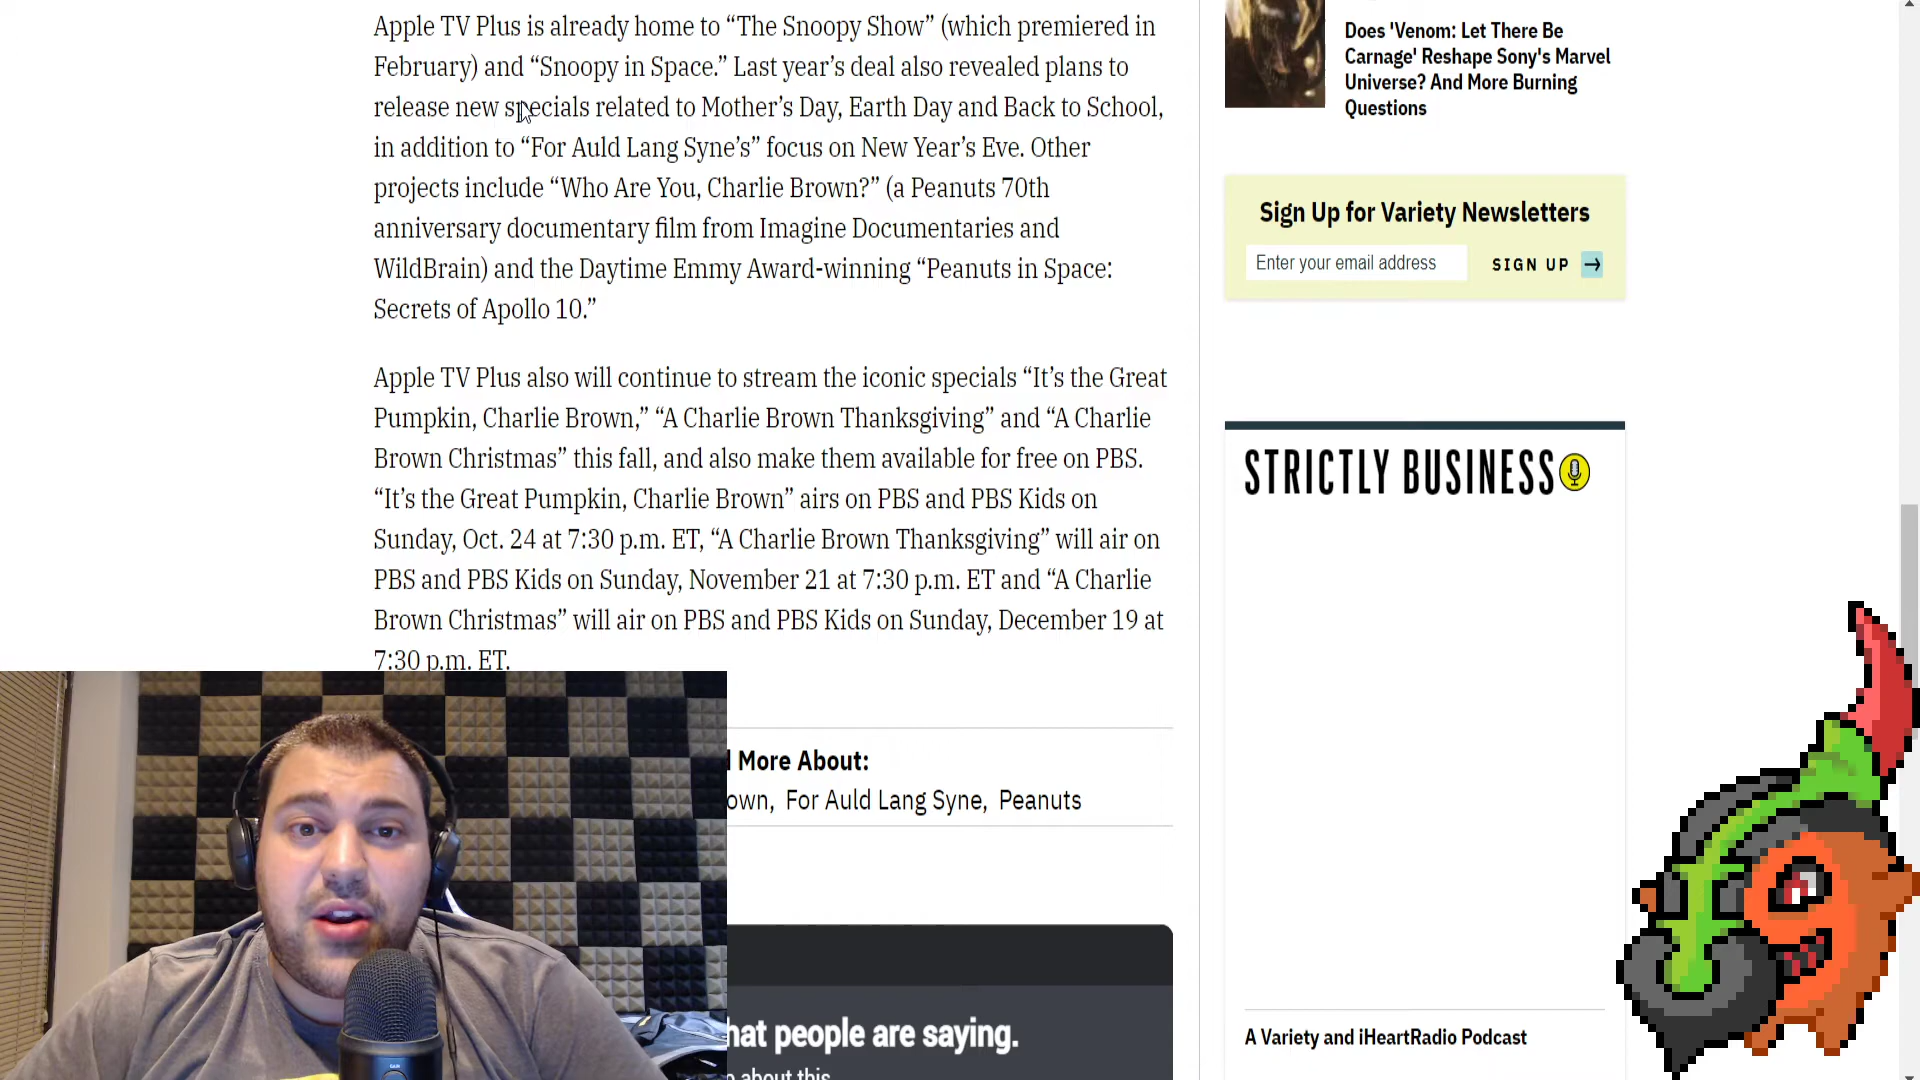 Apple TV Plus is already home to “The Snoopy Show” (which premiered in
February) and “Snoopy in Space.” Last year’s deal also revealed plans to
release new specials related to Mother’s Day, Earth Day and Back to School,
in addition to “For Auld Lang Syne’s” focus on New Year’s Eve. Other
projects include “Who Are You, Charlie Brown?” (a Peanuts 70th
anniversary documentary film from Imagine Documentaries and
WildBrain) and the Daytime Emmy Award-winning “Peanuts in Space:
Secrets of Apollo 10.”
Apple TV Plus also will continue to stream the iconic specials “It’s the Great
Pumpkin, Charlie Brown,” “A Charlie Brown Thanksgiving” and “A Charlie
Brown Christmas” this fall, and also make them available for free on PBS.
“It’s the Great Pumpkin, Charlie Brown” airs on PBS and PBS Kids on
Sunday, Oct. 24 at 7:30 p.m. ET, “A Charlie Brown Thanksgiving” will air on
PBS and PBS Kids on Sunday, November 21 at 7:30 p.m. ET and “A Charlie
Brown Christmas” will air on PBS and PBS Kids on Sunday, December 19 at
7:30 p.m. ET.
More About:
own, For Auld Lang Syne, Peanuts
hat people are saying.
about this
Does 'Venom: Let There Be
Carnage' Reshape Sony's Marvel
Universe? And More Burning
Questions
Sign Up for Variety Newsletters
Enter your email address SIGN UP →
STRICTLY BUSINESS
A Variety and iHeartRadio Podcast